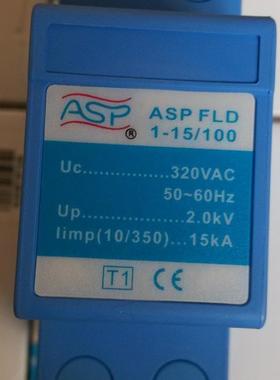 ASP
®
ASP FLD
1-15/100
Uc...............320VAC
50~60Hz
Up.................2.0kV
Iimp(10/350)...15kA
T1 CE